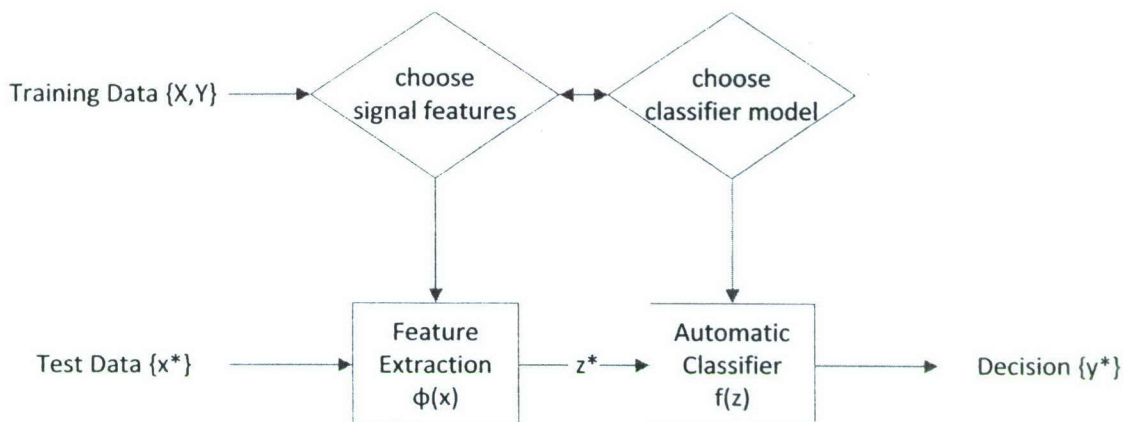 Training Data {X,Y}
choose
signal features
choose
classifier model
Test Data {x*}
Feature
Extraction
ϕ(x)
z*
Automatic
Classifier
f(z)
Decision {y*}